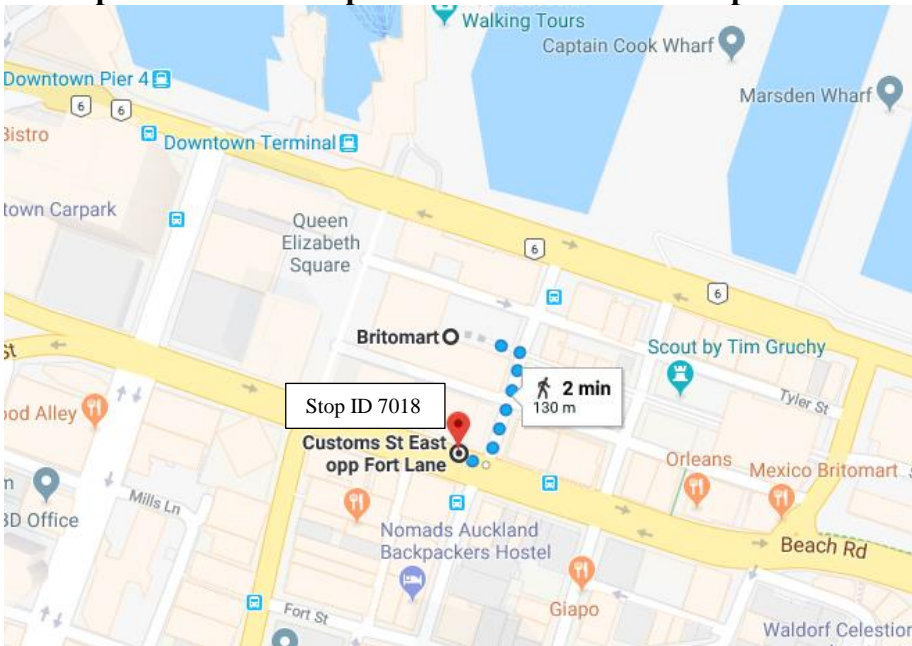 Walking Tours
Captain Cook Wharf
Downtown Pier 4
Marsden Wharf
6
6
Bistro
Downtown Terminal
town Carpark
Queen
Elizabeth
Square
6
6
Britomart
Scout by Tim Gruchy
St
2 min
130 m
Tyler St
Stop ID 7018
ood Alley
Customs St East
opp Fort Lane
Orleans
Mexico Britomart
Mills Ln
BD Office
Nomads Auckland
Backpackers Hostel
Beach Rd
Fort St
Giapo
Waldorf Celestion